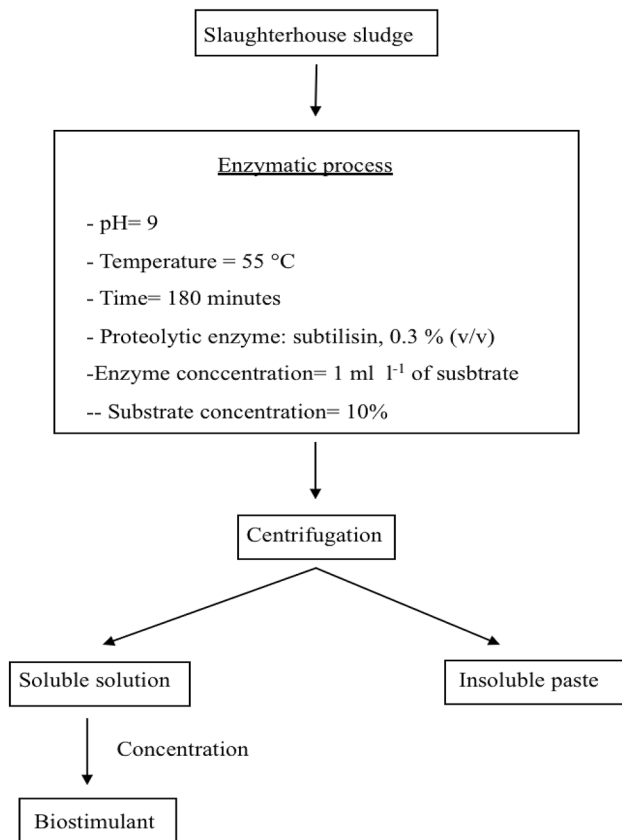 Slaughterhouse sludge
Enzymatic process
- pH= 9
- Temperature = 55 °C
- Time= 180 minutes
- Proteolytic enzyme: subtilisin, 0.3 % (v/v)
-Enzyme conccentration= 1 ml l⁻¹ of susbtrate
-- Substrate concentration= 10%
Centrifugation
Soluble solution
Insoluble paste
Concentration
Biostimulant